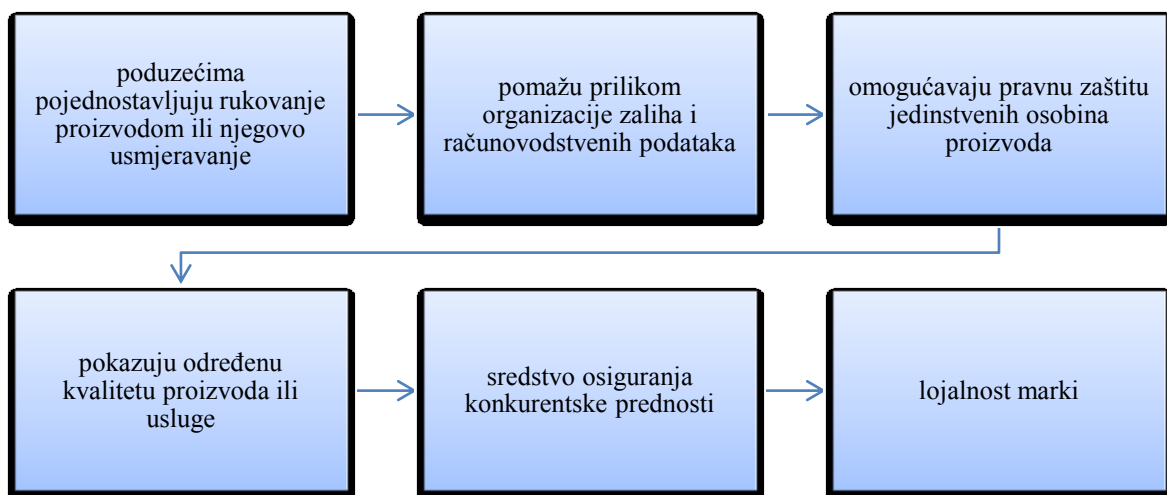 poduzećima
pojednostavljuju rukovanje
proizvodom ili njegovo
usmjeravanje
pomažu prilikom
organizacije zaliha i
računovodstvenih podataka
omogućavaju pravnu zaštitu
jedinstvenih osobina
proizvoda
pokazuju određenu
kvalitetu proizvoda ili
usluge
sredstvo osiguranja
konkurentske prednosti
lojalnost marki